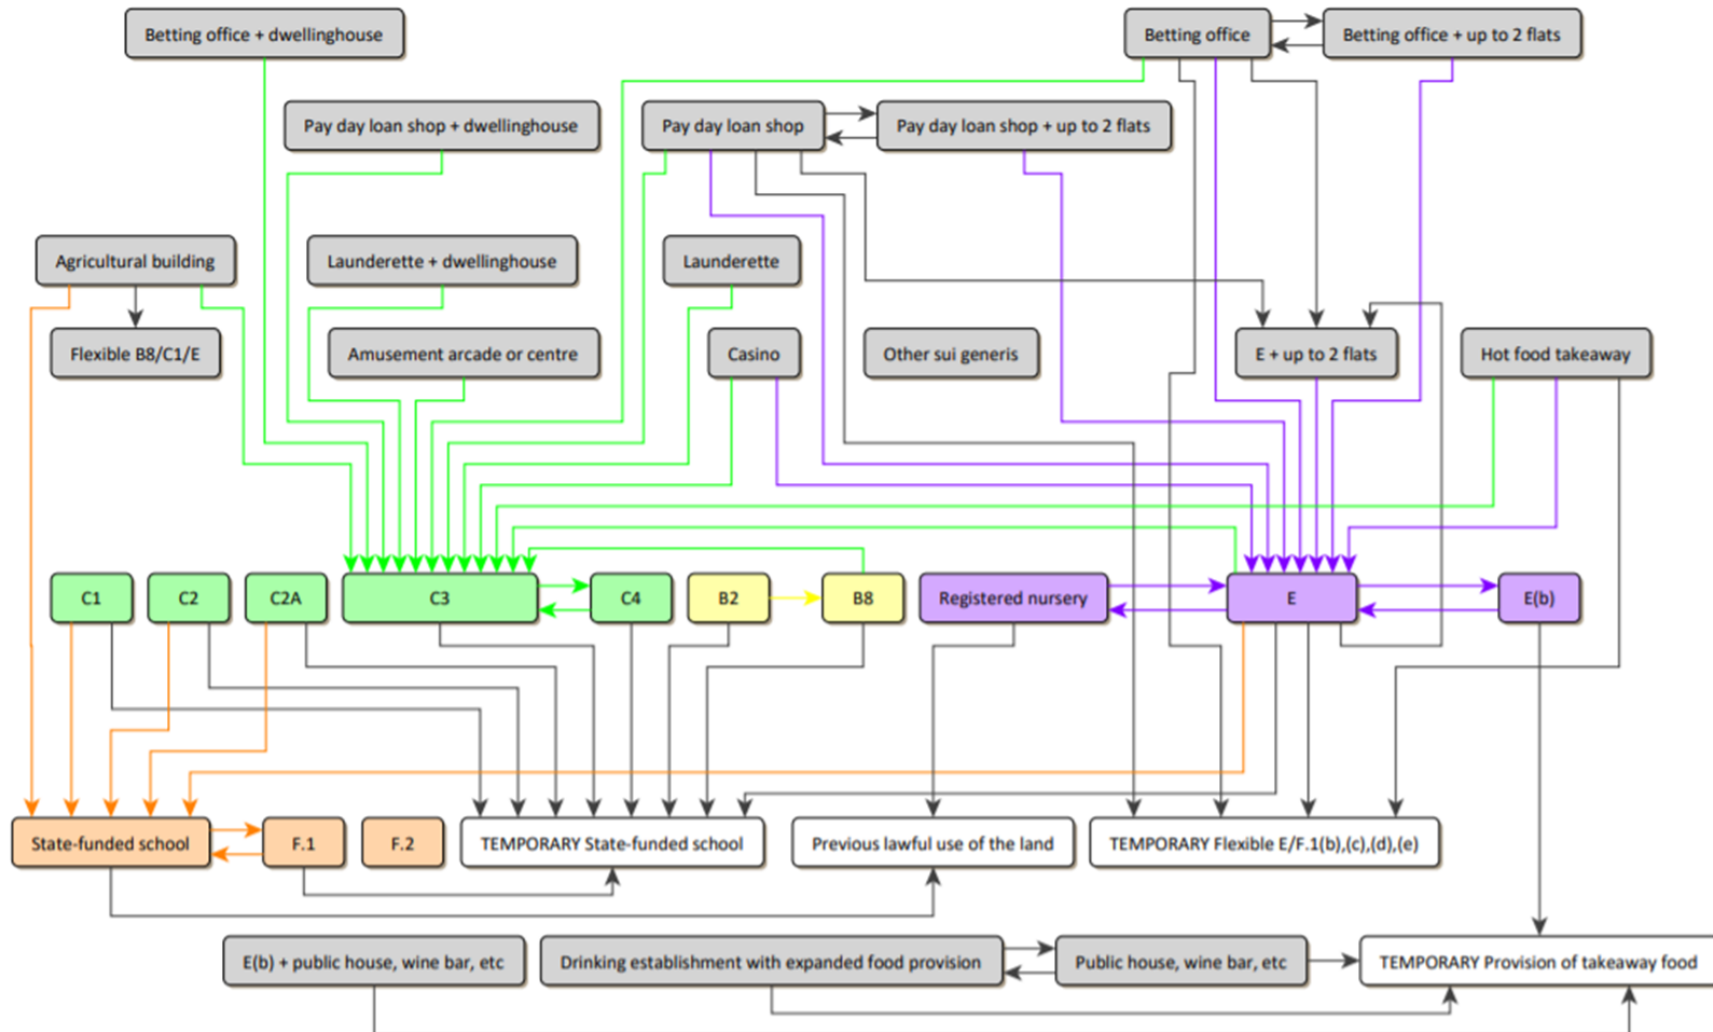 Betting office + dwellinghouse
Betting office
Betting office + up to 2 flats
Pay day loan shop + dwellinghouse
Pay day loan shop
Pay day loan shop + up to 2 flats
Agricultural building
Launderette + dwellinghouse
Launderette
Flexible B8/C1/E
Amusement arcade or centre
Casino
Other sui generis
E + up to 2 flats
Hot food takeaway
C1
C2
C2A
C3
C4
B2
B8
Registered nursery
E
E(b)
State-funded school
F.1
F.2
TEMPORARY State-funded school
Previous lawful use of the land
TEMPORARY Flexible E/F.1(b),(c),(d),(e)
E(b) + public house, wine bar, etc
Drinking establishment with expanded food provision
Public house, wine bar, etc
TEMPORARY Provision of takeaway food